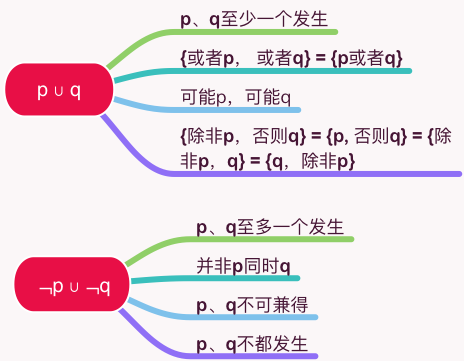 p ∪ q
p、q至少一个发生
{或者p， 或者q} = {p或者q}
可能p，可能q
{除非p，否则q} = {p, 否则q} = {除
非p，q} = {q，除非p}
¬p ∪ ¬q
p、q至多一个发生
并非p同时q
p、q不可兼得
p、q不都发生